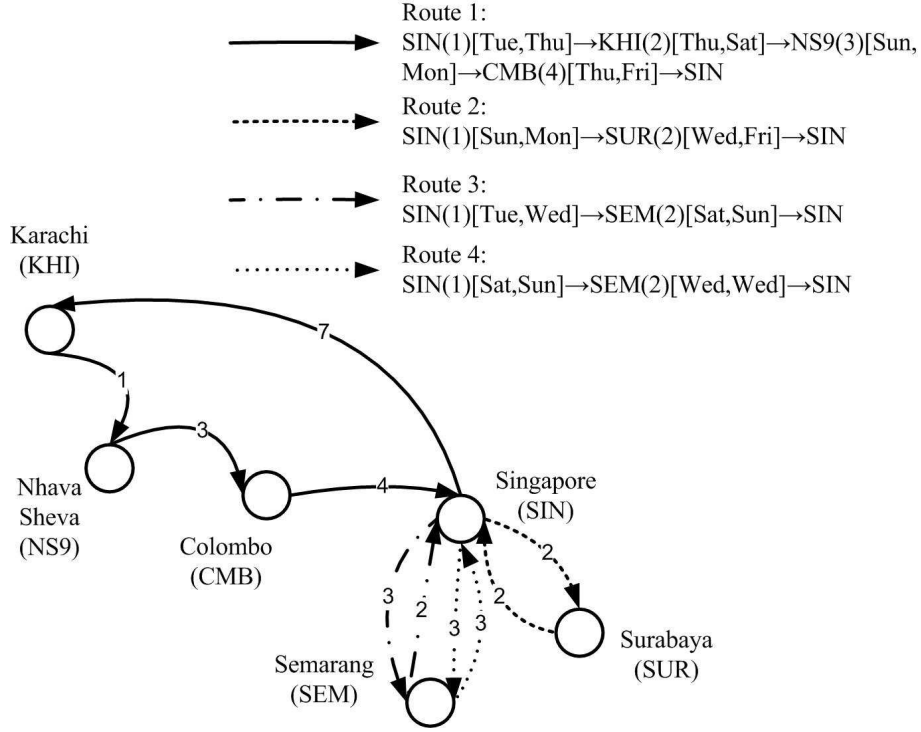 Route 1:
SIN(1)[Tue,Thu]→KHI(2)[Thu,Sat]→NS9(3)[Sun,
Mon]→CMB(4)[Thu,Fri]→SIN
Route 2:
SIN(1)[Sun,Mon]→SUR(2)[Wed,Fri]→SIN
Route 3:
SIN(1)[Tue,Wed]→SEM(2)[Sat,Sun]→SIN
Route 4:
SIN(1)[Sat,Sun]→SEM(2)[Wed,Wed]→SIN
Karachi
(KHI)
7
1
3
Nhava
Sheva
(NS9)
Colombo
(CMB)
4
Singapore
(SIN)
2
2
3
2
3
3
Surabaya
(SUR)
Semarang
(SEM)